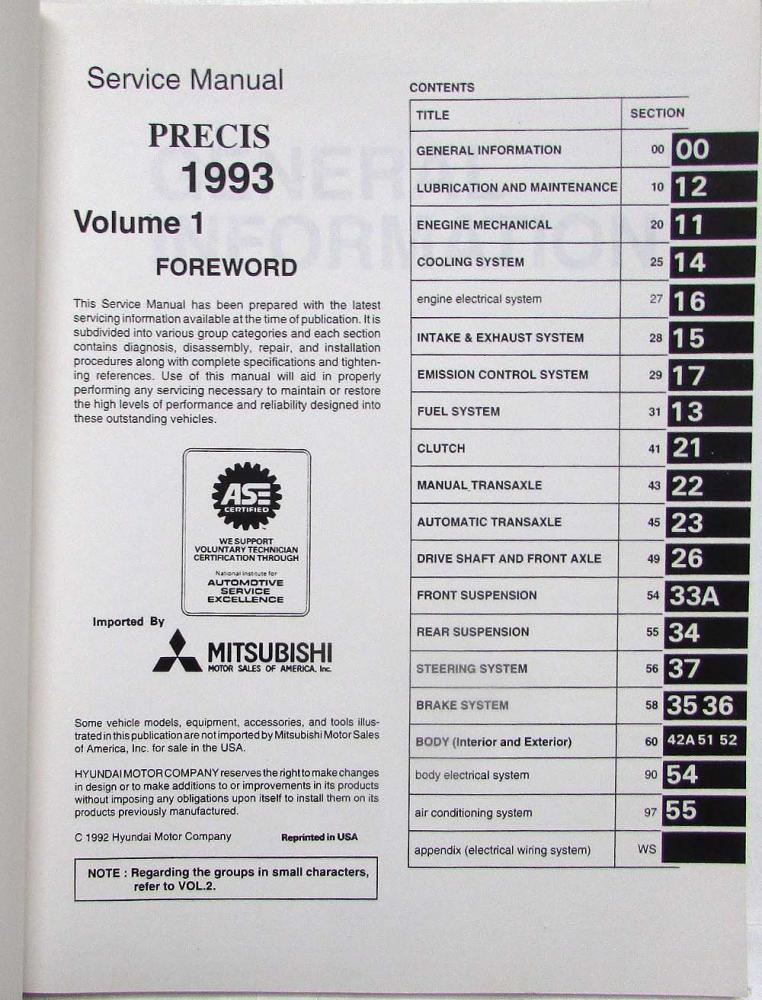 Service Manual
PRECIS
1993
Volume 1
FOREWORD
This Service Manual has been prepared with the latest
servicing information available at the time of publication. It is
subdivided into various group categories and each section
contains diagnosis, disassembly, repair, and installation
procedures along with complete specifications and tighten-
ing references. Use of this manual will aid in properly
performing any servicing necessary to maintain or restore
the high levels of performance and reliability designed into
these outstanding vehicles.
ASE
CERTIFIED
WE SUPPORT
VOLUNTARY TECHNICIAN
CERTIFICATION THROUGH
National Institute for
AUTOMOTIVE
SERVICE
EXCELLENCE
Imported By
MITSUBISHI
MOTOR SALES OF AMERICA, Inc.
Some vehicle models, equipment, accessories, and tools illus-
trated in this publication are not imported by Mitsubishi Motor Sales
of America, Inc. for sale in the USA.
HYUNDAI MOTOR COMPANY reserves the right to make changes
in design or to make additions to or improvements in its products
without imposing any obligations upon itself to install them on its
products previously manufactured.
C 1992 Hyundai Motor Company Reprinted in USA
NOTE : Regarding the groups in small characters,
refer to VOL.2.
CONTENTS
TITLE SECTION
GENERAL INFORMATION 00 00
LUBRICATION AND MAINTENANCE 10 12
ENEGINE MECHANICAL 20 11
COOLING SYSTEM 25 14
engine electrical system 27 16
INTAKE & EXHAUST SYSTEM 28 15
EMISSION CONTROL SYSTEM 29 17
FUEL SYSTEM 31 13
CLUTCH 41 21
MANUAL TRANSAXLE 43 22
AUTOMATIC TRANSAXLE 45 23
DRIVE SHAFT AND FRONT AXLE 49 26
FRONT SUSPENSION 54 33A
REAR SUSPENSION 55 34
STEERING SYSTEM 56 37
BRAKE SYSTEM 58 35 36
BODY (Interior and Exterior) 60 42A 51 52
body electrical system 90 54
air conditioning system 97 55
appendix (electrical wiring system) WS
GENERAL
INFORMATION